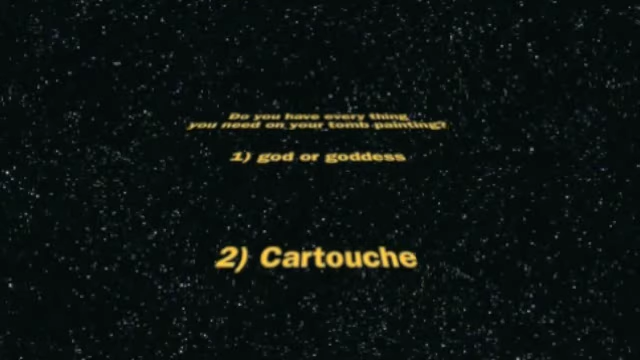 Do you have every thing
you need on your tomb painting?
1) god or goddess
2) Cartouche